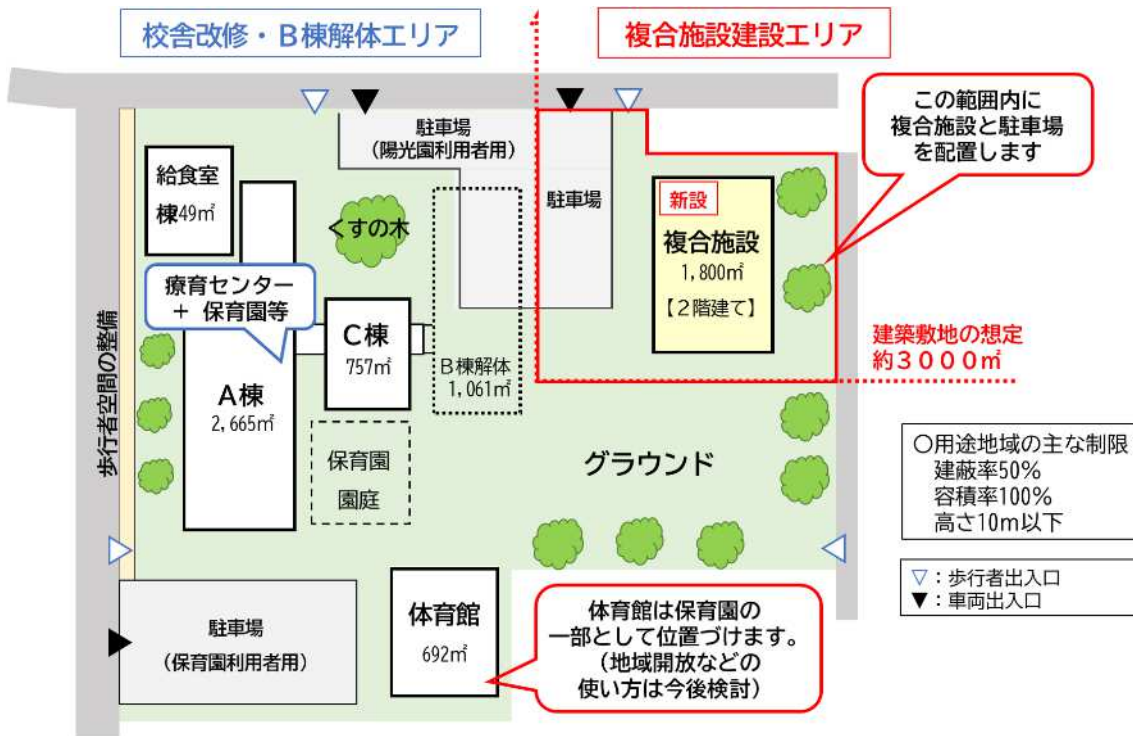 校舎改修・B棟解体エリア
複合施設建設エリア
この範囲内に
複合施設と駐車場
を配置します
駐車場
(陽光園利用者用)
給食室
棟49㎡
くすの木
駐車場
新設
複合施設
1,800㎡
【2階建て】
療育センター
+ 保育園等
C棟
757㎡
B棟解体
1,061㎡
A棟
2,665㎡
歩行者空間の整備
建築敷地の想定
約3000㎡
保育園
園庭
グラウンド
○用途地域の主な制限
建蔽率50%
容積率100%
高さ10m以下
▽:歩行者出入口
▼:車両出入口
駐車場
(保育園利用者用)
体育館
692㎡
体育館は保育園の
一部として位置づけます。
(地域開放などの
使い方は今後検討)